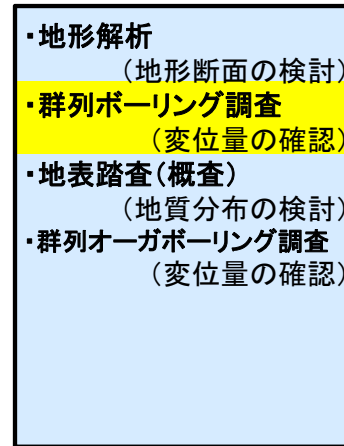 ・地形解析
(地形断面の検討)
・群列ボーリング調査
(変位量の確認)
・地表踏査(概査)
(地質分布の検討)
・群列オーガボーリング調査
(変位量の確認)